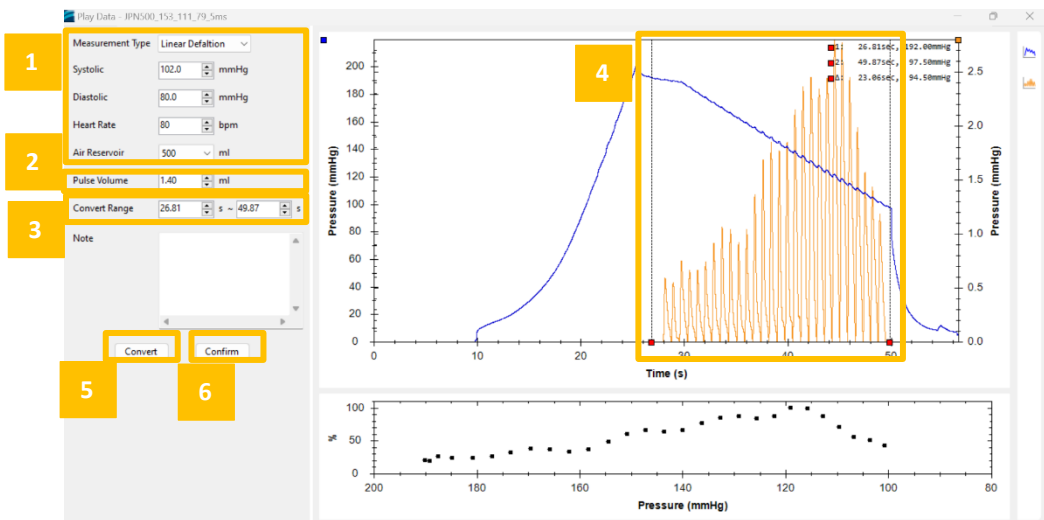 Play Data - JPN500_153_111_79_5ms
1
Measurement Type Linear Defaltion
Systolic 102.0 mmHg
Diastolic 80.0 mmHg
Heart Rate 80 bpm
Air Reservoir 500 ml
2
Pulse Volume 1.40 ml
3
Convert Range 26.81 s ~ 49.87 s
Note
Convert Confirm
5 6
4
1: 26.81sec, 192.00mmHg
2: 49.87sec, 97.50mmHg
Δ: 23.06sec, 94.50mmHg
Pressure (mmHg)
200
180
160
140
120
100
80
60
40
20
0
2.5
2.0
1.5
1.0
0.5
0.0
Pressure (mmHg)
0 10 20 30 40 50
Time (s)
%
100
50
0
200 180 160 140 120 100 80
Pressure (mmHg)